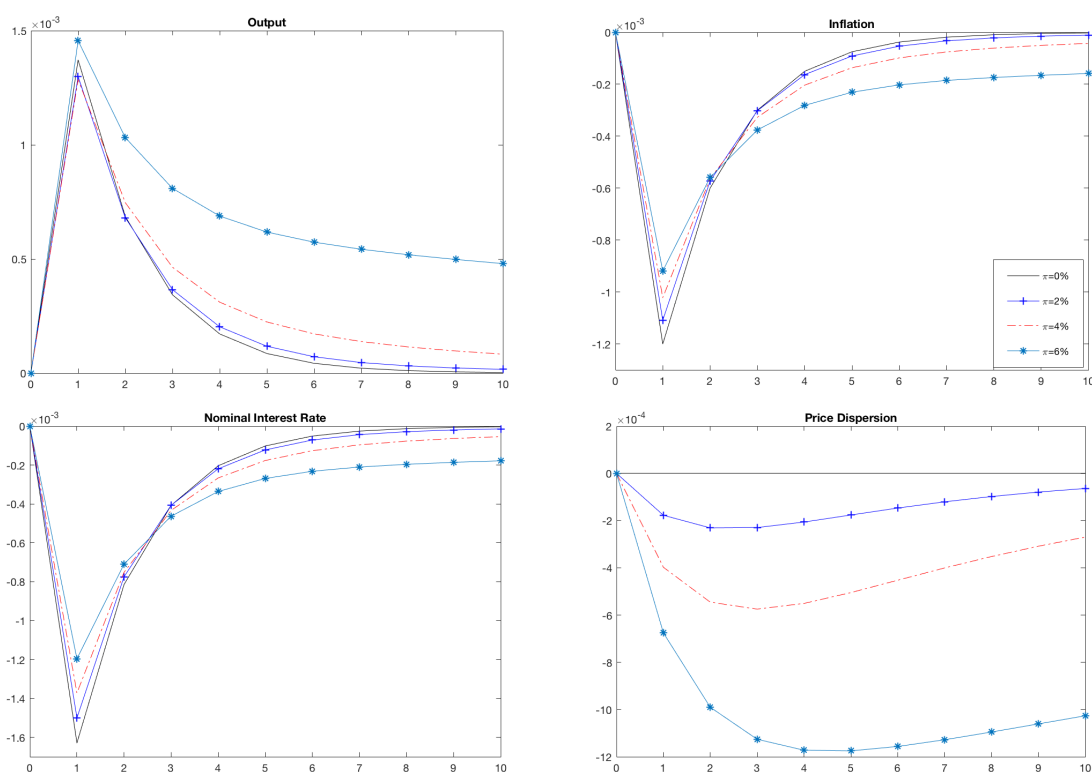 Output
×10⁻³
1.5
1
0.5
0
0 1 2 3 4 5 6 7 8 9 10
Inflation
×10⁻³
0
-0.2
-0.4
-0.6
-0.8
-1
-1.2
0 1 2 3 4 5 6 7 8 9 10
π=0%
π=2%
π=4%
π=6%
Nominal Interest Rate
×10⁻³
0
-0.2
-0.4
-0.6
-0.8
-1
-1.2
-1.4
-1.6
0 1 2 3 4 5 6 7 8 9 10
Price Dispersion
×10⁻⁴
2
0
-2
-4
-6
-8
-10
-12
0 1 2 3 4 5 6 7 8 9 10